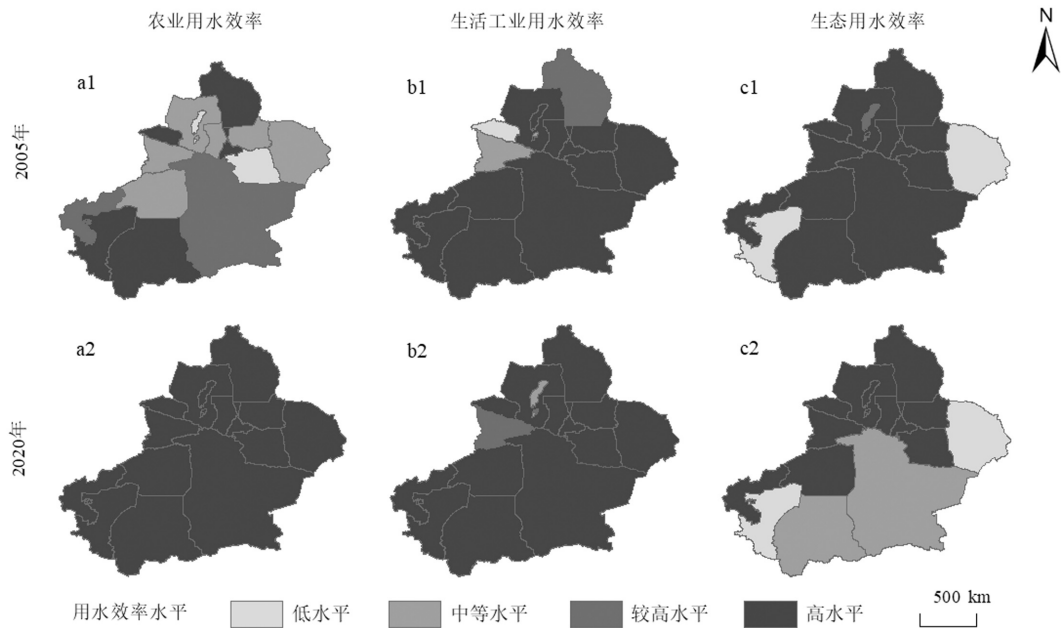 农业用水效率 生活工业用水效率 生态用水效率
N
a1 b1 c1
2005年
a2 b2 c2
2020年
用水效率水平 低水平 中等水平 较高水平 高水平 500 km